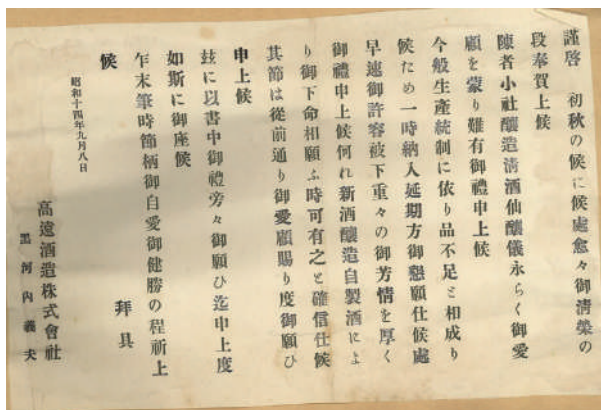 謹啓　初秋の候に候處愈々御淸榮の
段奉賀上候
陳者小社釀造淸酒仙釀儀永らく御愛
顧を蒙り難有御禮申上候
今般生產統制に依り品不足と相成り
候ため一時納入延期方御懇願仕候處
早速御許容被下重々の御芳情を厚く
御禮申上候何れ新酒釀造自製酒によ
り御下命相願ふ時可有之と確信仕候
其節は從前通り御愛顧賜り度御願ひ
申上候
玆に以書中御禮旁々御願ひ迄申上度
如斯に御座候
乍末筆時節柄御自愛御健勝の程祈上
候
拜具
昭和十四年九月八日
高遠酒造株式會社
黑河內義夫